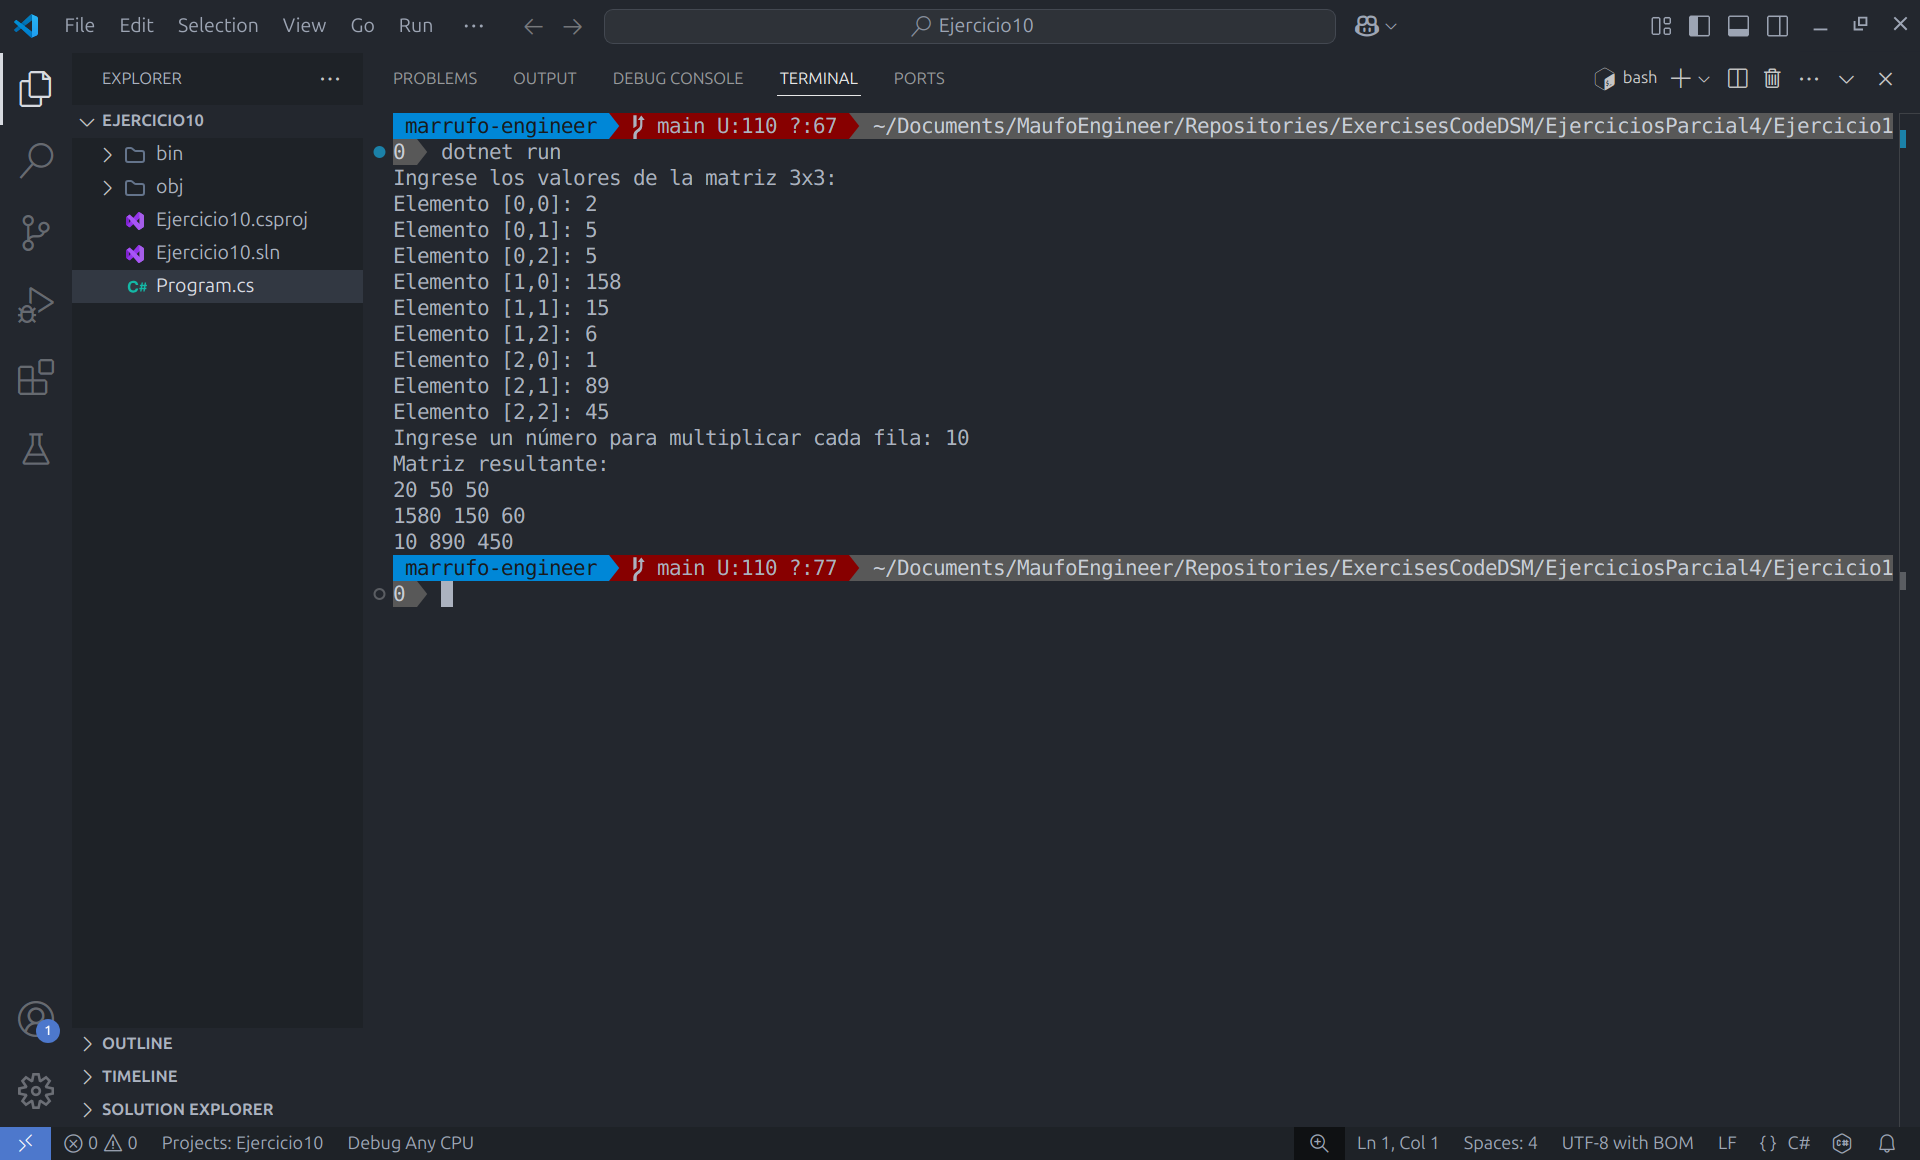 File Edit Selection View Go Run ··· Ejercicio10
EXPLORER
EJERCICIO10
bin
obj
Ejercicio10.csproj
Ejercicio10.sln
C# Program.cs
OUTLINE
TIMELINE
SOLUTION EXPLORER
1
PROBLEMS OUTPUT DEBUG CONSOLE TERMINAL PORTS bash
marrufo-engineer main U:110 ?:67 ~/Documents/MaufoEngineer/Repositories/ExercisesCodeDSM/EjerciciosParcial4/Ejercicio1
0 dotnet run
Ingrese los valores de la matriz 3x3:
Elemento [0,0]: 2
Elemento [0,1]: 5
Elemento [0,2]: 5
Elemento [1,0]: 158
Elemento [1,1]: 15
Elemento [1,2]: 6
Elemento [2,0]: 1
Elemento [2,1]: 89
Elemento [2,2]: 45
Ingrese un número para multiplicar cada fila: 10
Matriz resultante:
20 50 50
1580 150 60
10 890 450
marrufo-engineer main U:110 ?:77 ~/Documents/MaufoEngineer/Repositories/ExercisesCodeDSM/EjerciciosParcial4/Ejercicio1
0
0 0 Projects: Ejercicio10 Debug Any CPU Ln 1, Col 1 Spaces: 4 UTF-8 with BOM LF {} C#